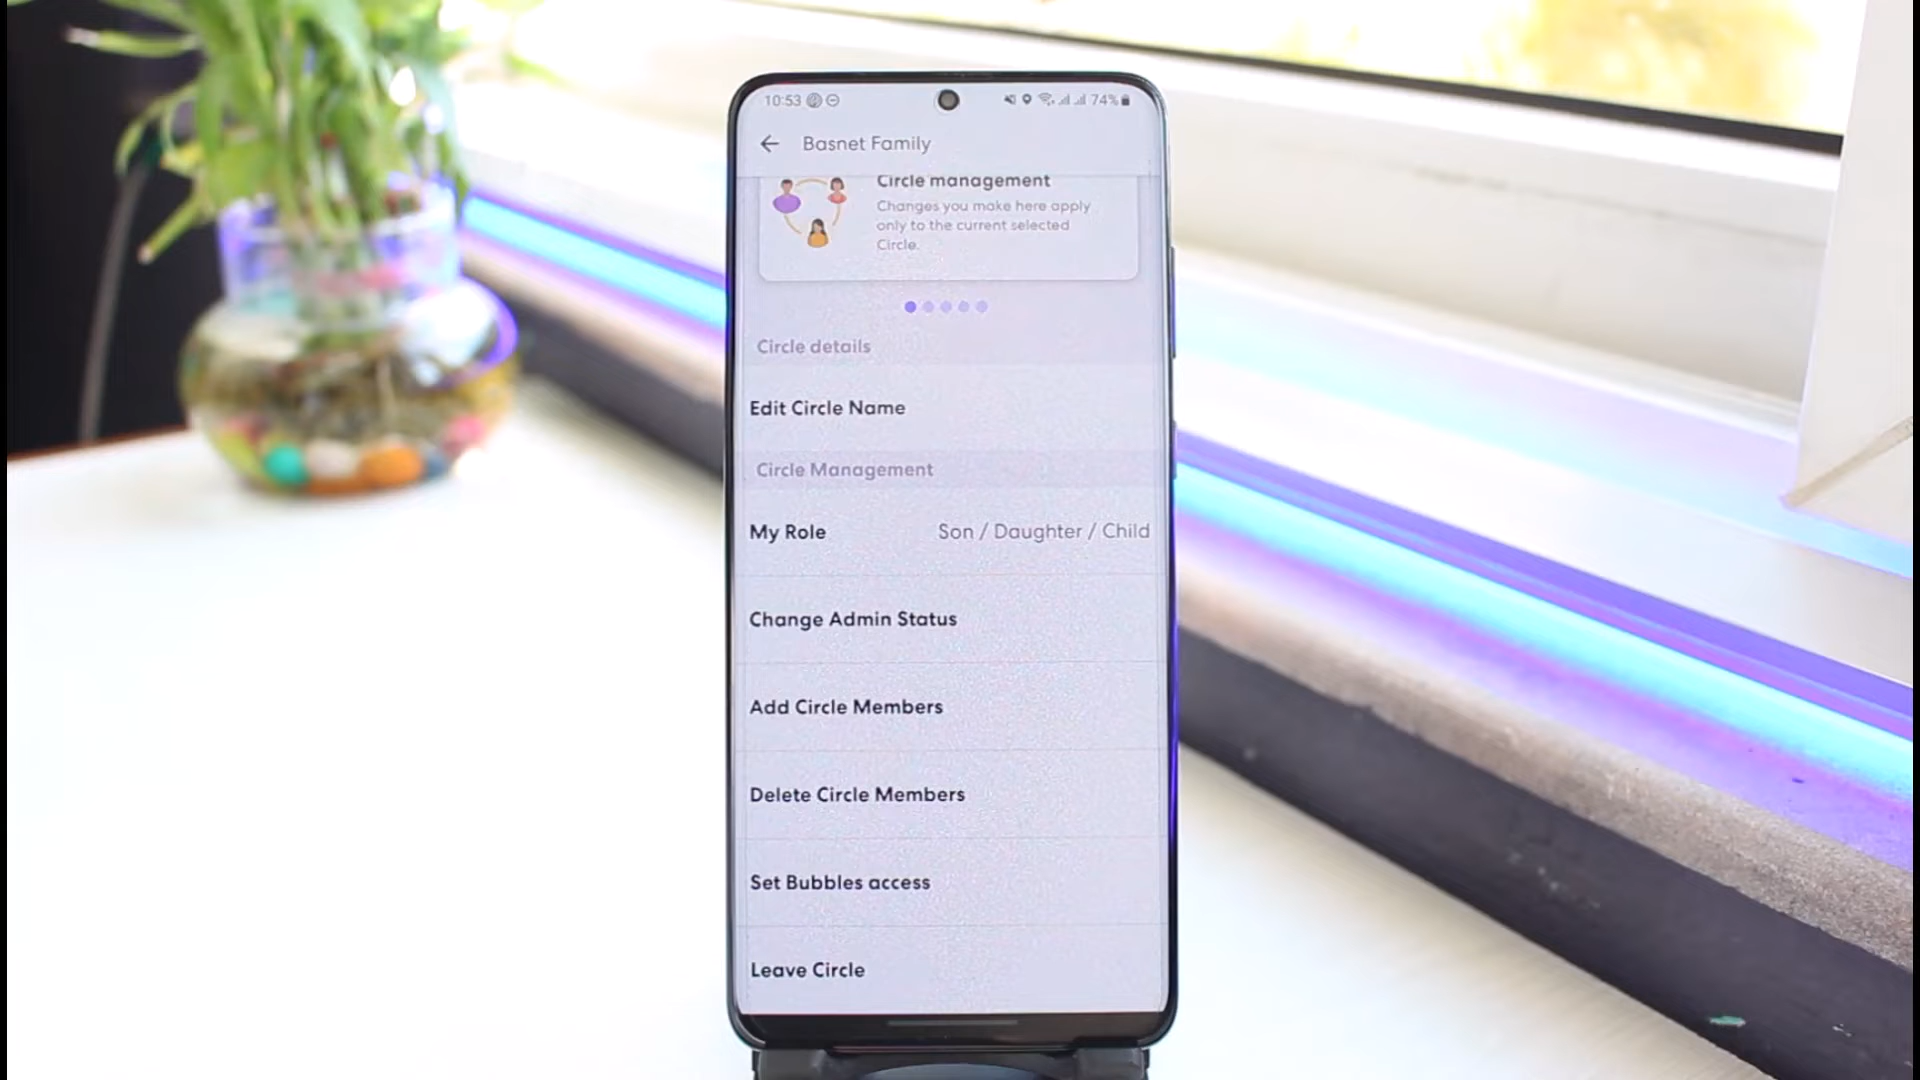 10:53
74%
Basnet Family
Circle management
Changes you make here apply
only to the current selected
Circle.
Circle details
Edit Circle Name
Circle Management
My Role Son / Daughter / Child
Change Admin Status
Add Circle Members
Delete Circle Members
Set Bubbles access
Leave Circle